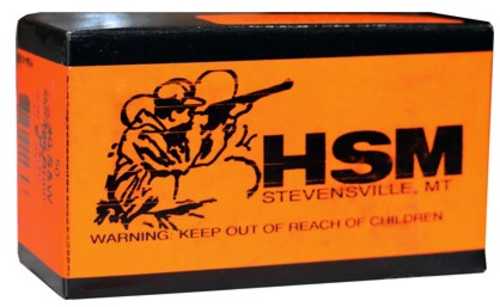 HSM
STEVENSVILLE, MT
WARNING: KEEP OUT OF REACH OF CHILDREN